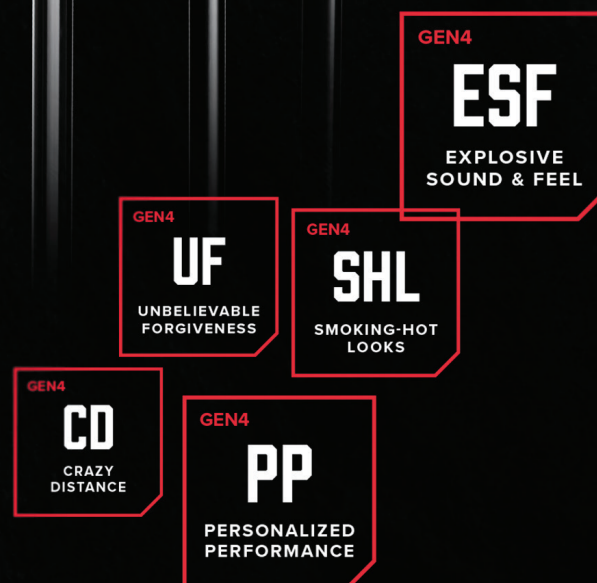 GEN4
ESF
EXPLOSIVE
SOUND & FEEL
GEN4
UF
UNBELIEVABLE
FORGIVENESS
GEN4
SHL
SMOKING-HOT
LOOKS
GEN4
CD
CRAZY
DISTANCE
GEN4
PP
PERSONALIZED
PERFORMANCE